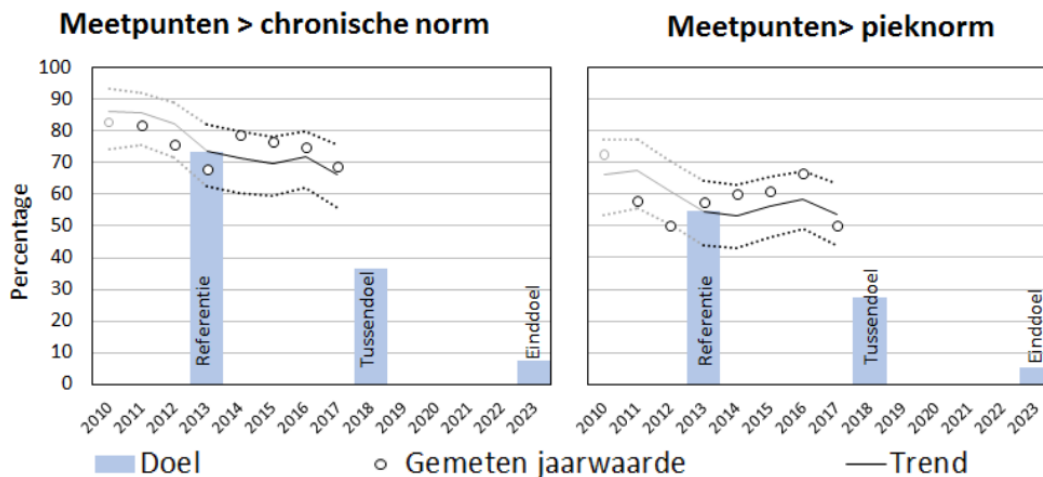 Meetpunten > chronische norm
Meetpunten> pieknorm
Percentage
100
90
80
70
60
50
40
30
20
10
0
Referentie
Tussendoel
Einddoel
Referentie
Tussendoel
Einddoel
2010 2011 2012 2013 2014 2015 2016 2017 2018 2019 2020 2021 2022 2023
2010 2011 2012 2013 2014 2015 2016 2017 2018 2019 2020 2021 2022 2023
Doel
Gemeten jaarwaarde
Trend